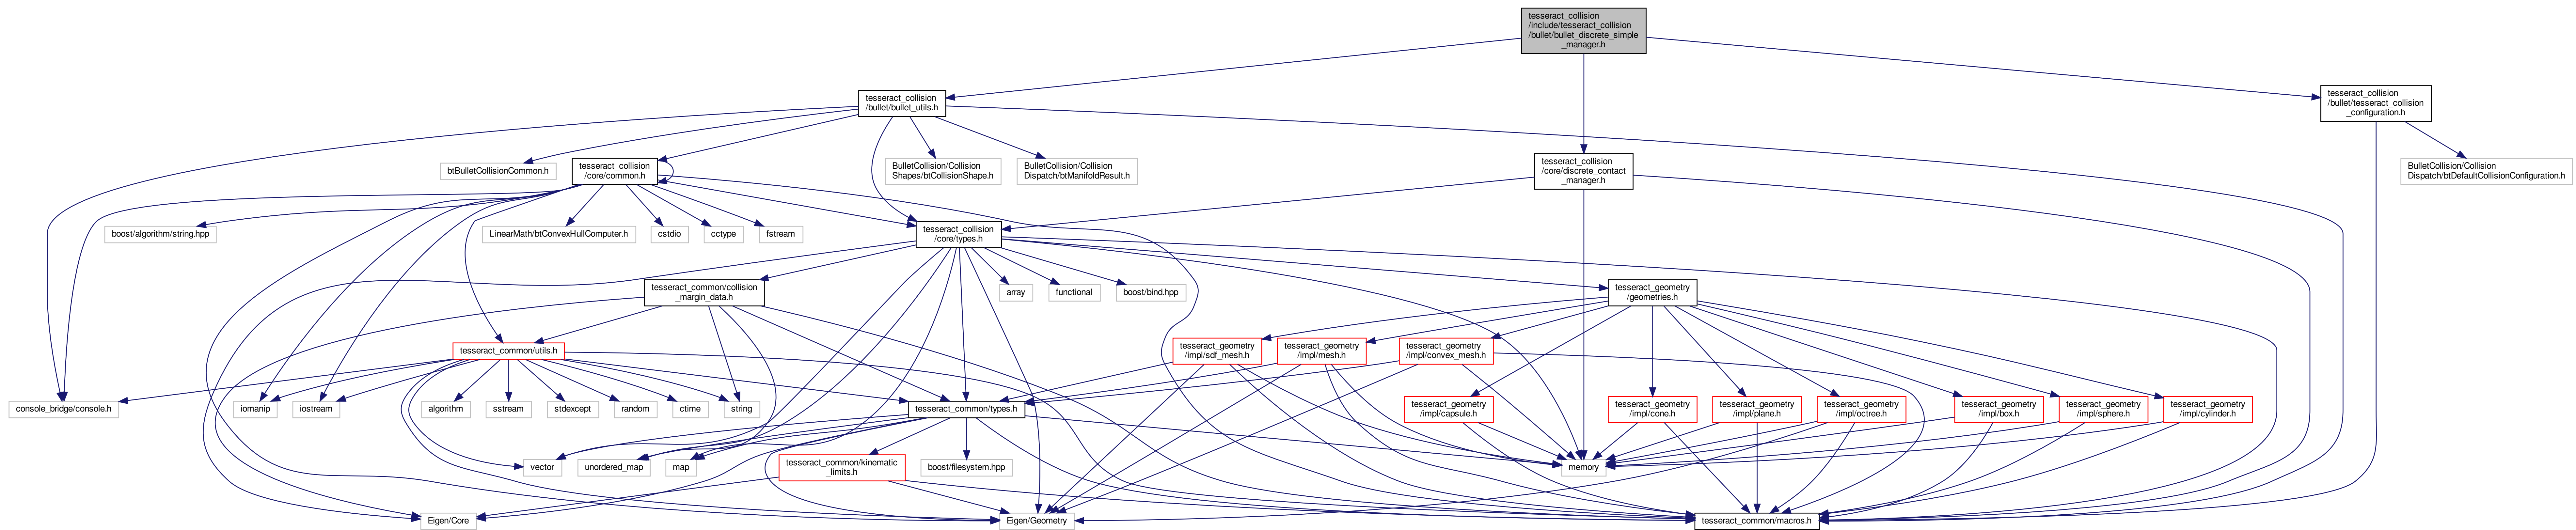 tesseract_collision
/include/tesseract_collision
/bullet/bullet_discrete_simple
_manager.h
tesseract_collision
/bullet/bullet_utils.h
tesseract_collision
/bullet/tesseract_collision
_configuration.h
btBulletCollisionCommon.h
tesseract_collision
/core/common.h
BulletCollision/Collision
Shapes/btCollisionShape.h
BulletCollision/Collision
Dispatch/btManifoldResult.h
tesseract_collision
/core/discrete_contact
_manager.h
BulletCollision/Collision
Dispatch/btDefaultCollisionConfiguration.h
boost/algorithm/string.hpp
LinearMath/btConvexHullComputer.h
cstdio
cctype
fstream
tesseract_collision
/core/types.h
tesseract_common/collision
_margin_data.h
array
functional
boost/bind.hpp
tesseract_geometry
/geometries.h
tesseract_common/utils.h
tesseract_geometry
/impl/sdf_mesh.h
tesseract_geometry
/impl/mesh.h
tesseract_geometry
/impl/convex_mesh.h
console_bridge/console.h
iomanip
iostream
algorithm
sstream
stdexcept
random
ctime
string
tesseract_common/types.h
tesseract_geometry
/impl/capsule.h
tesseract_geometry
/impl/cone.h
tesseract_geometry
/impl/plane.h
tesseract_geometry
/impl/octree.h
tesseract_geometry
/impl/box.h
tesseract_geometry
/impl/sphere.h
tesseract_geometry
/impl/cylinder.h
vector
unordered_map
map
tesseract_common/kinematic
_limits.h
boost/filesystem.hpp
memory
Eigen/Core
Eigen/Geometry
tesseract_common/macros.h